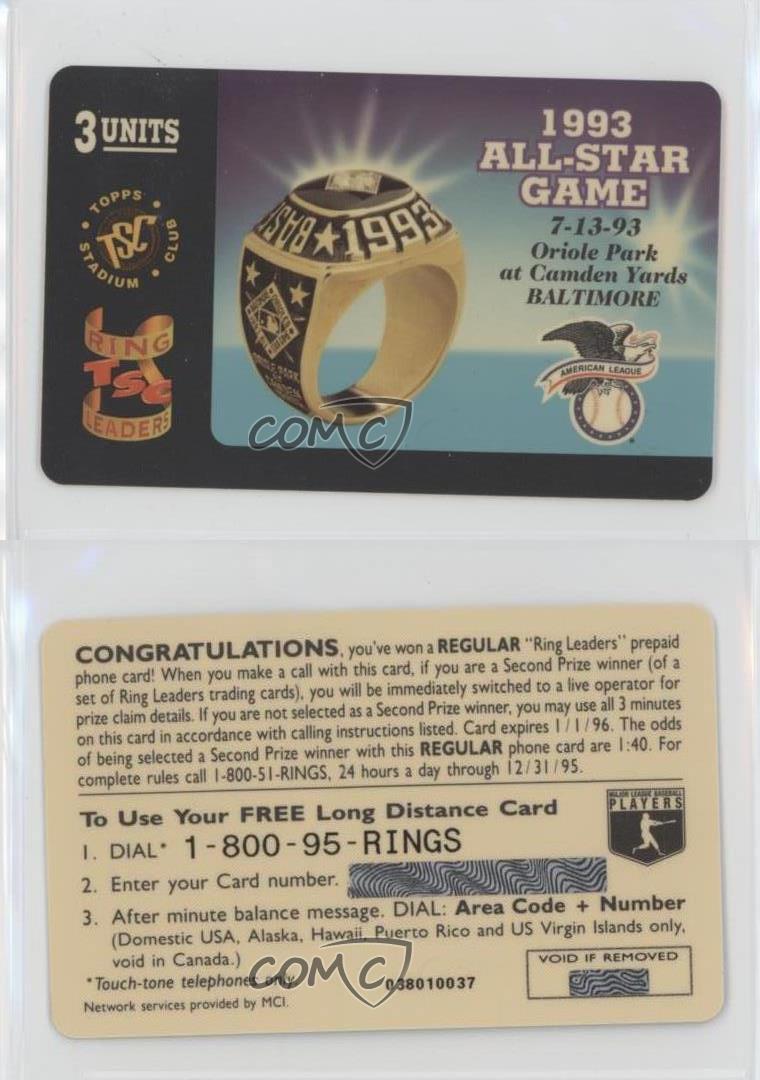 3 UNITS
TOPPS STADIUM CLUB
TSC
RING
TSC
LEADERS
1993
ALL-STAR
GAME
7-13-93
Oriole Park
at Camden Yards
BALTIMORE
BAS ★ 1993
ORIOLE PARK
CAMDEN
AMERICAN LEAGUE
COMC
CONGRATULATIONS, you've won a REGULAR "Ring Leaders" prepaid
phone card! When you make a call with this card, if you are a Second Prize winner (of a
set of Ring Leaders trading cards), you will be immediately switched to a live operator for
prize claim details. If you are not selected as a Second Prize winner, you may use all 3 minutes
on this card in accordance with calling instructions listed. Card expires 1/1/96. The odds
of being selected a Second Prize winner with this REGULAR phone card are 1:40. For
complete rules call 1-800-51-RINGS, 24 hours a day through 12/31/95.
To Use Your FREE Long Distance Card
MAJOR LEAGUE BASEBALL
PLAYERS
1. DIAL* 1-800-95-RINGS
2. Enter your Card number.
3. After minute balance message. DIAL: Area Code + Number
(Domestic USA, Alaska, Hawaii, Puerto Rico and US Virgin Islands only,
void in Canada.)
VOID IF REMOVED
*Touch-tone telephones only.
038010037
Network services provided by MCI.
COMC